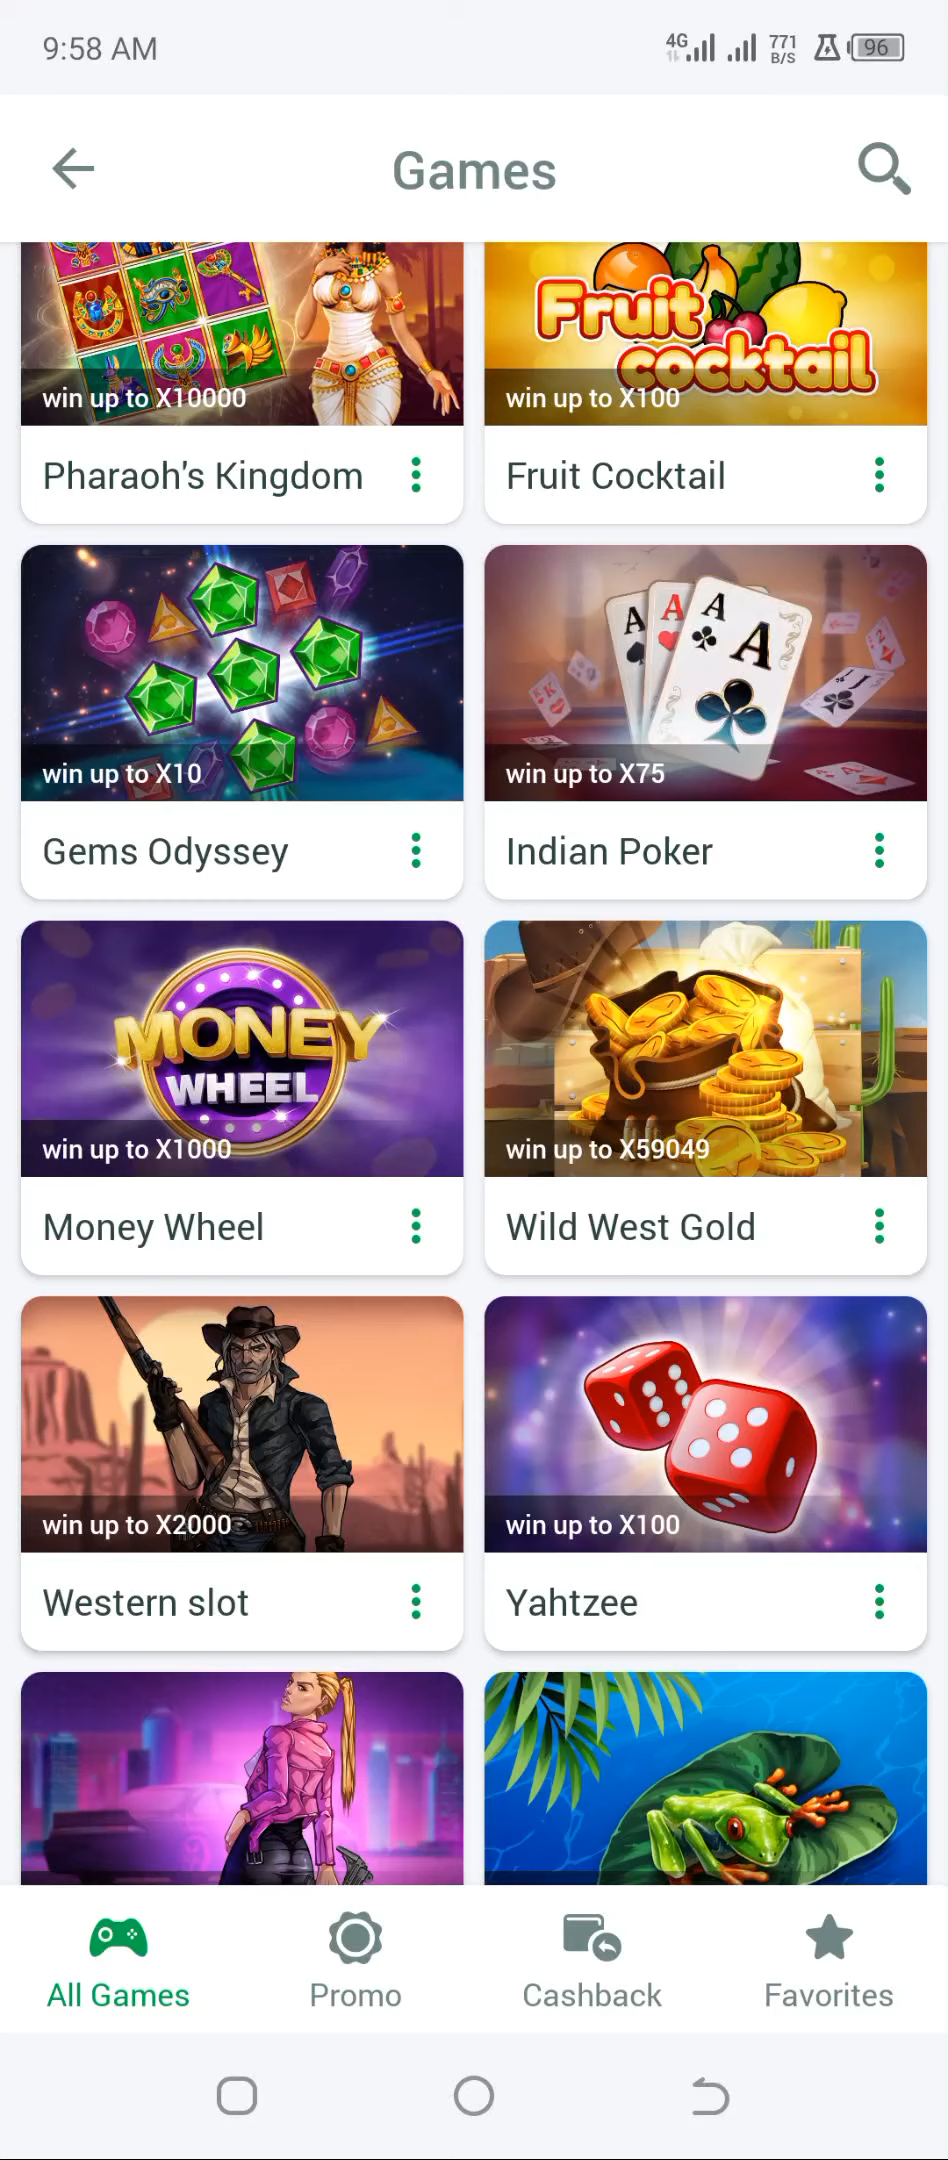 9:58 AM
4G
771
B/S
96
Games
Fruit
cocktail
win up to X10000
win up to X100
Pharaoh's Kingdom
Fruit Cocktail
A A A A
win up to X10
win up to X75
Gems Odyssey
Indian Poker
MONEY
WHEEL
win up to X1000
win up to X59049
Money Wheel
Wild West Gold
win up to X2000
win up to X100
Western slot
Yahtzee
All Games
Promo
Cashback
Favorites